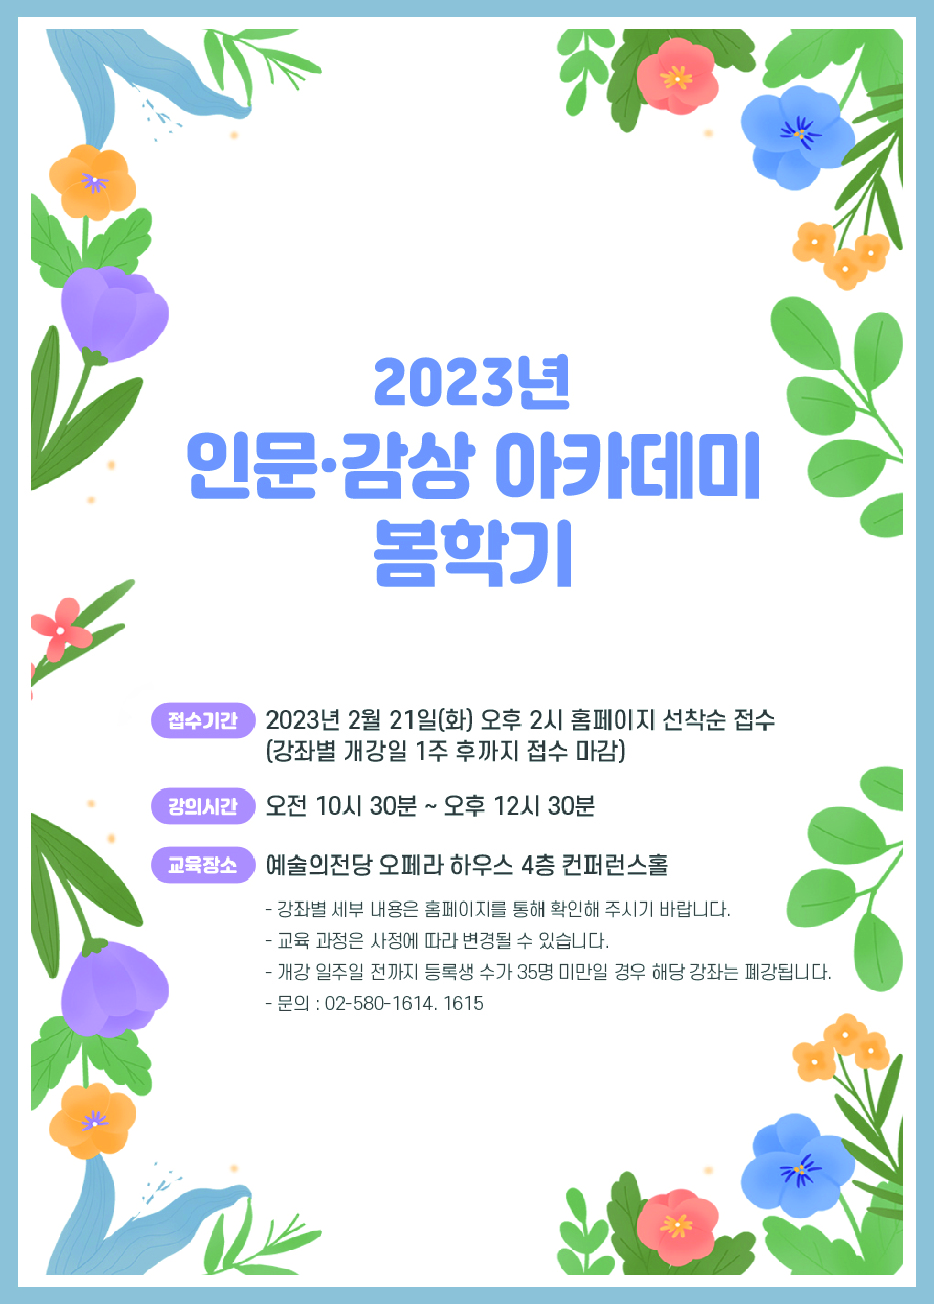 2023년
인문·감상 아카데미
봄학기
접수기간 2023년 2월 21일(화) 오후 2시 홈페이지 선착순 접수
(강좌별 개강일 1주 후까지 접수 마감)
강의시간 오전 10시 30분 ~ 오후 12시 30분
교육장소 예술의전당 오페라 하우스 4층 컨퍼런스홀
- 강좌별 세부 내용은 홈페이지를 통해 확인해 주시기 바랍니다.
- 교육 과정은 사정에 따라 변경될 수 있습니다.
- 개강 일주일 전까지 등록생 수가 35명 미만일 경우 해당 강좌는 폐강됩니다.
- 문의 : 02-580-1614. 1615